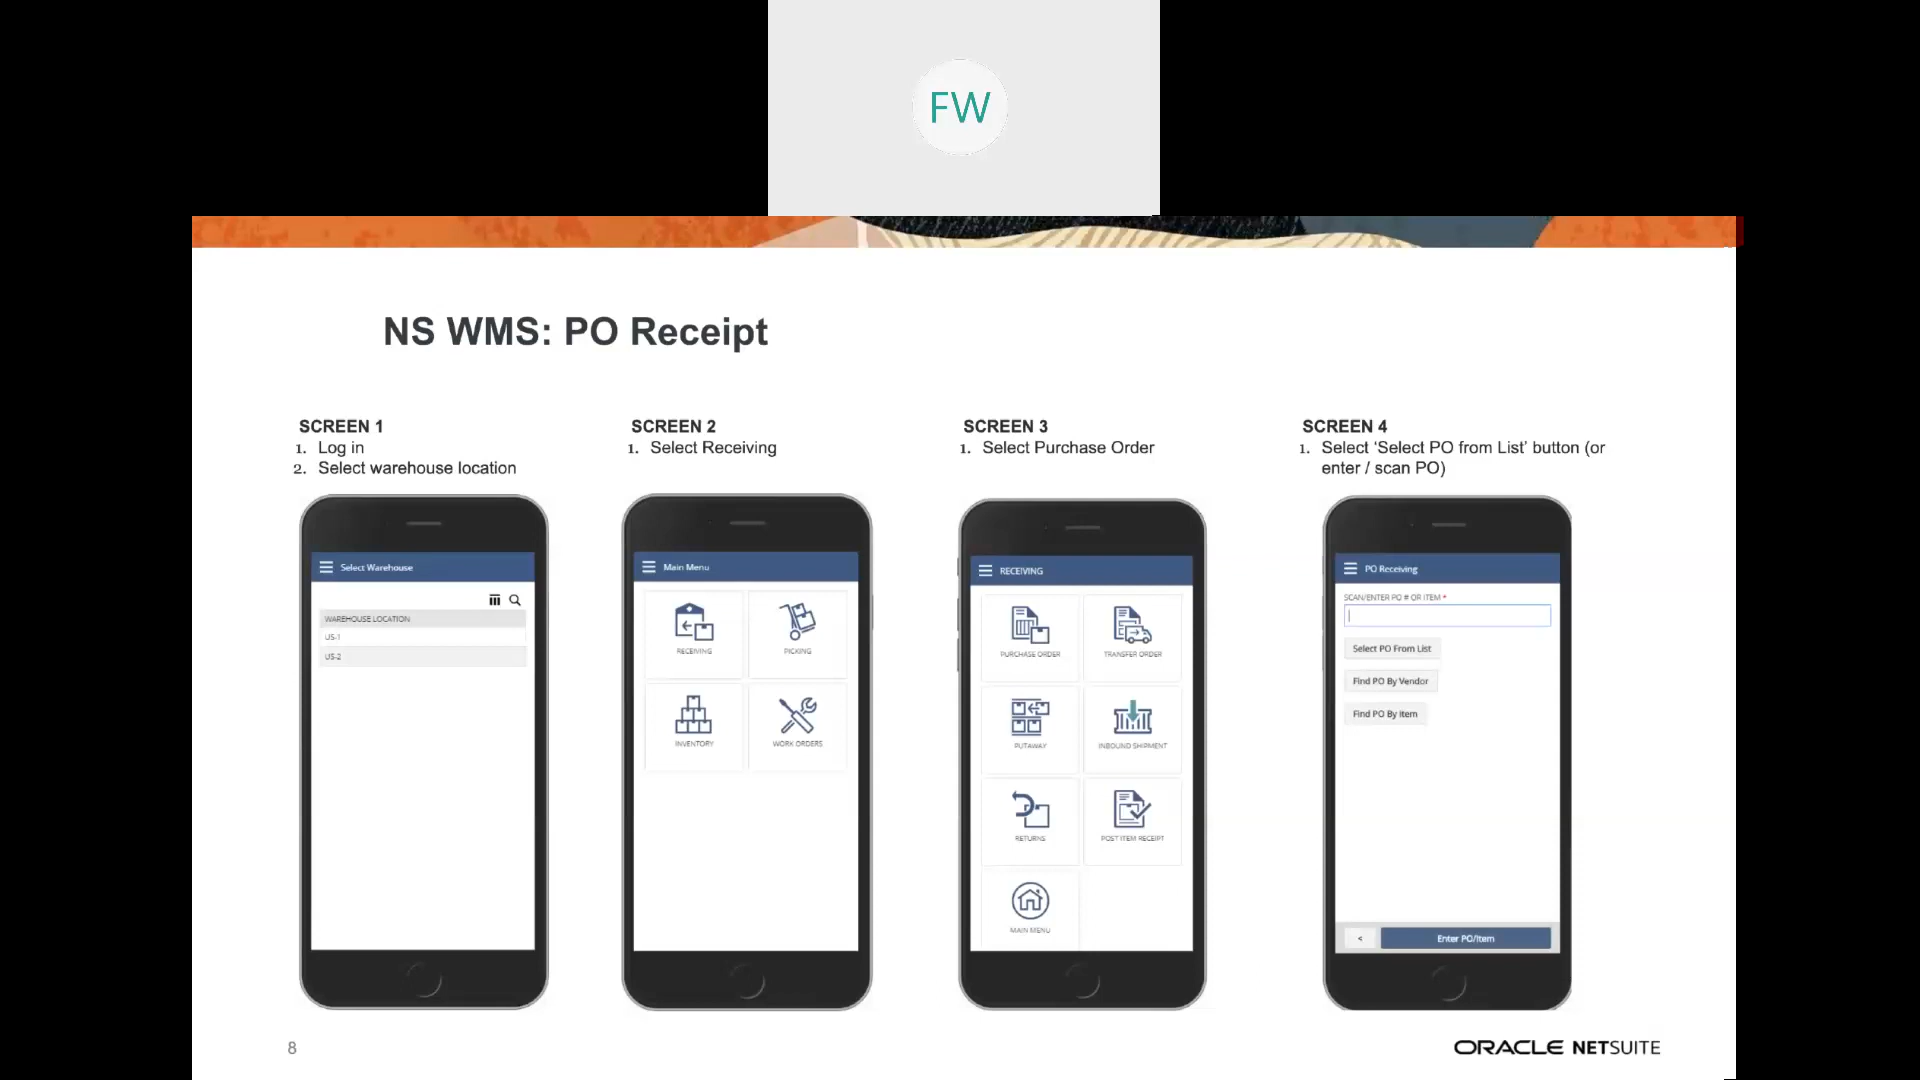 FW
NS WMS: PO Receipt
SCREEN 1
1. Log in
2. Select warehouse location
SCREEN 2
1. Select Receiving
SCREEN 3
1. Select Purchase Order
SCREEN 4
1. Select ‘Select PO from List’ button (or
enter / scan PO)
Select Warehouse
WAREHOUSE LOCATION
US-1
US-2
Main Menu
RECEIVING
PICKING
INVENTORY
WORK ORDERS
RECEIVING
PURCHASE ORDER
TRANSFER ORDER
PUTAWAY
INBOUND SHIPMENT
RETURNS
POST ITEM RECEIPT
MAIN MENU
PO Receiving
SCAN/ENTER PO # OR ITEM *
Select PO From List
Find PO By Vendor
Find PO By Item
<
Enter PO/Item
8
ORACLE NETSUITE